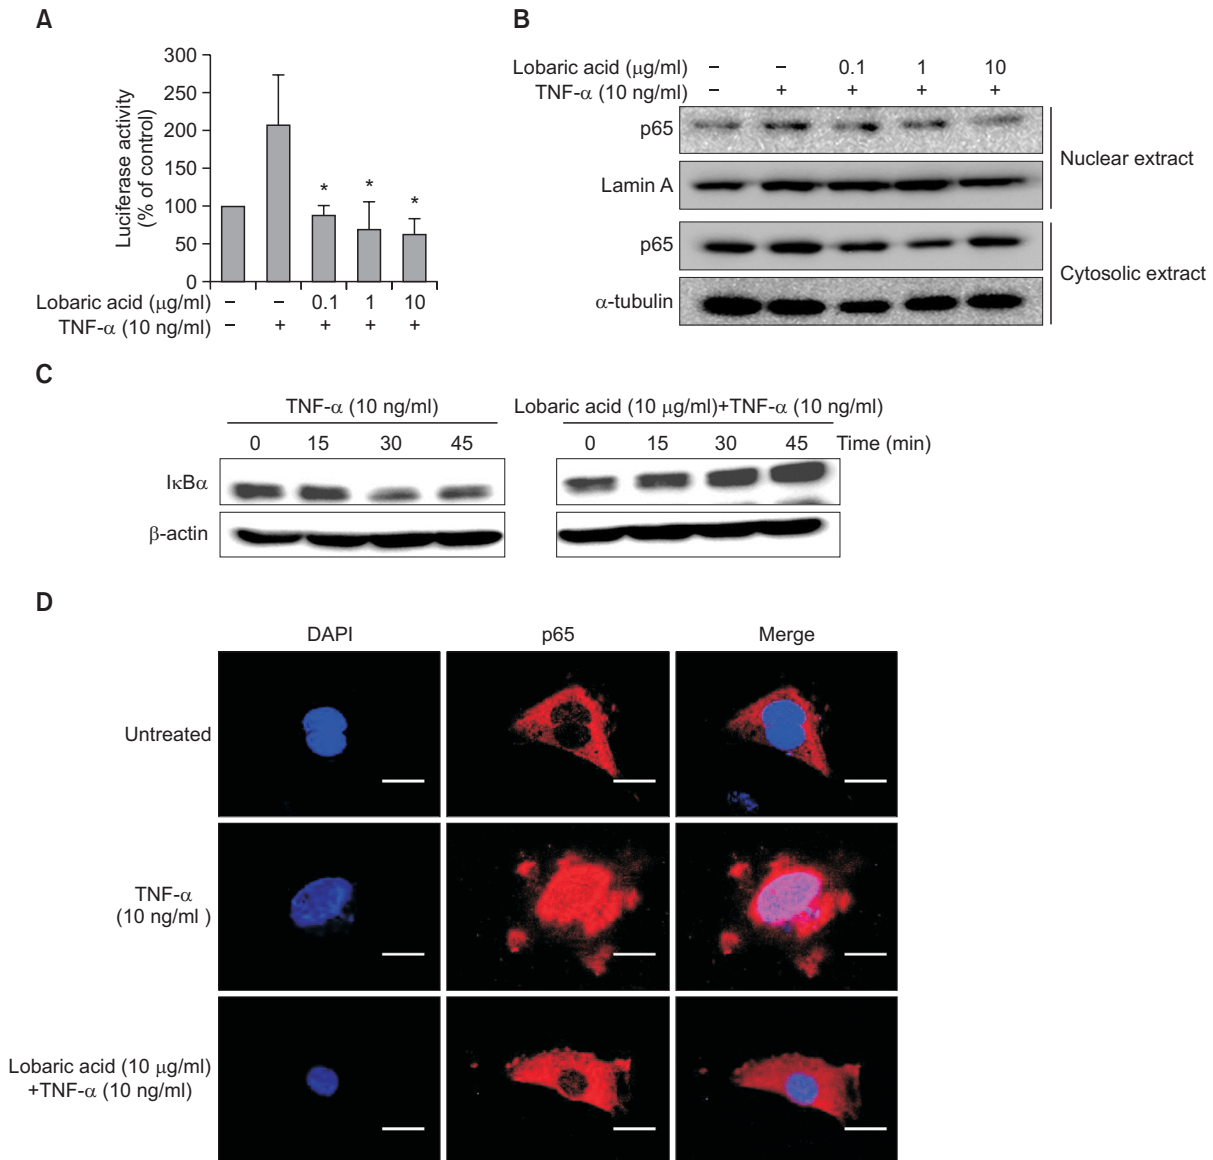 A
300
250
200
150
100
50
0
Luciferase activity
(% of control)
* * *
Lobaric acid (μg/ml) – – 0.1 1 10
TNF-α (10 ng/ml) – + + + +
B
Lobaric acid (μg/ml) – – 0.1 1 10
TNF-α (10 ng/ml) – + + + +
p65
Lamin A
Nuclear extract
p65
α-tubulin
Cytosolic extract
C
TNF-α (10 ng/ml) Lobaric acid (10 μg/ml)+TNF-α (10 ng/ml)
0 15 30 45 0 15 30 45 Time (min)
IκBα
β-actin
D
DAPI p65 Merge
Untreated
TNF-α
(10 ng/ml )
Lobaric acid (10 μg/ml)
+TNF-α (10 ng/ml)